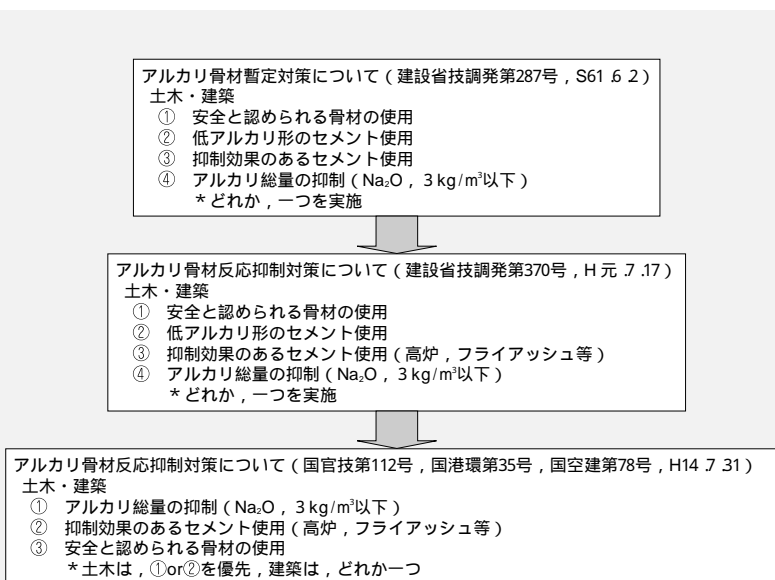 アルカリ骨材暫定対策について(建設省技調発第287号,S61.6.2)
土木・建築
① 安全と認められる骨材の使用
② 低アルカリ形のセメント使用
③ 抑制効果のあるセメント使用
④ アルカリ総量の抑制(Na₂O,3kg/m³以下)
*どれか,一つを実施
アルカリ骨材反応抑制対策について(建設省技調発第370号,H元.7.17)
土木・建築
① 安全と認められる骨材の使用
② 低アルカリ形のセメント使用
③ 抑制効果のあるセメント使用(高炉,フライアッシュ等)
④ アルカリ総量の抑制(Na₂O,3kg/m³以下)
*どれか,一つを実施
アルカリ骨材反応抑制対策について(国官技第112号,国港環第35号,国空建第78号,H14.7.31)
土木・建築
① アルカリ総量の抑制(Na₂O,3kg/m³以下)
② 抑制効果のあるセメント使用(高炉,フライアッシュ等)
③ 安全と認められる骨材の使用
*土木は,①or②を優先,建築は,どれか一つ